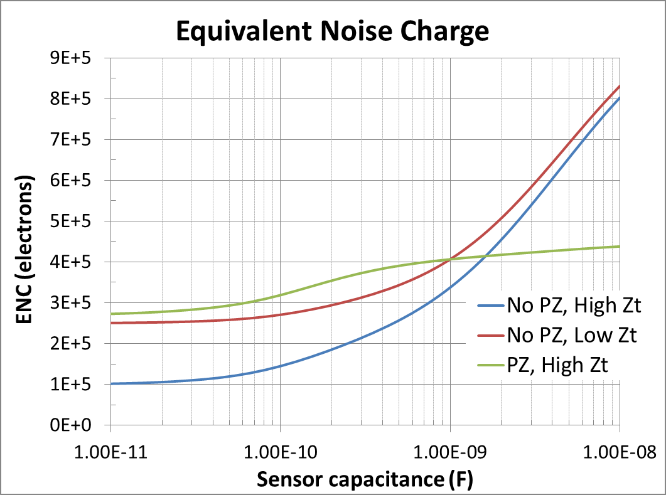 Equivalent Noise Charge
9E+5
8E+5
7E+5
6E+5
5E+5
4E+5
3E+5
2E+5
1E+5
0E+0
ENC (electrons)
No PZ, High Zt
No PZ, Low Zt
PZ, High Zt
1.00E-11 1.00E-10 1.00E-09 1.00E-08
Sensor capacitance (F)